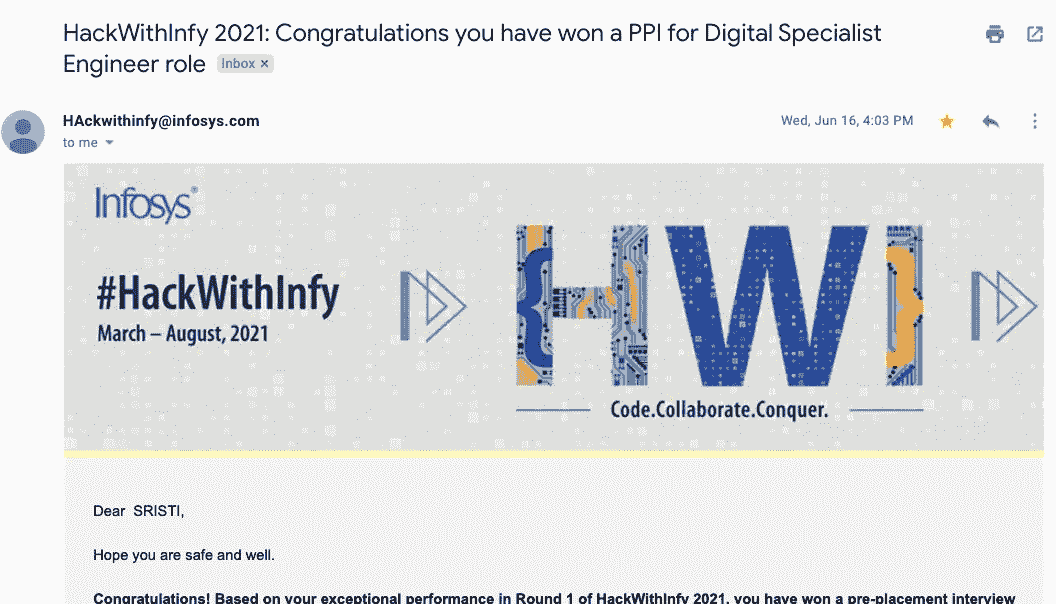 HackWithInfy 2021: Congratulations you have won a PPI for Digital Specialist
Engineer role Inbox ×
HAckwithinfy@infosys.com
Wed, Jun 16, 4:03 PM
to me
Infosys®
#HackWithInfy
March – August, 2021
HWI
Code.Collaborate.Conquer.
Dear SRISTI,
Hope you are safe and well.
Congratulations! Based on your exceptional performance in Round 1 of HackWithInfy 2021, you have won a pre-placement interview